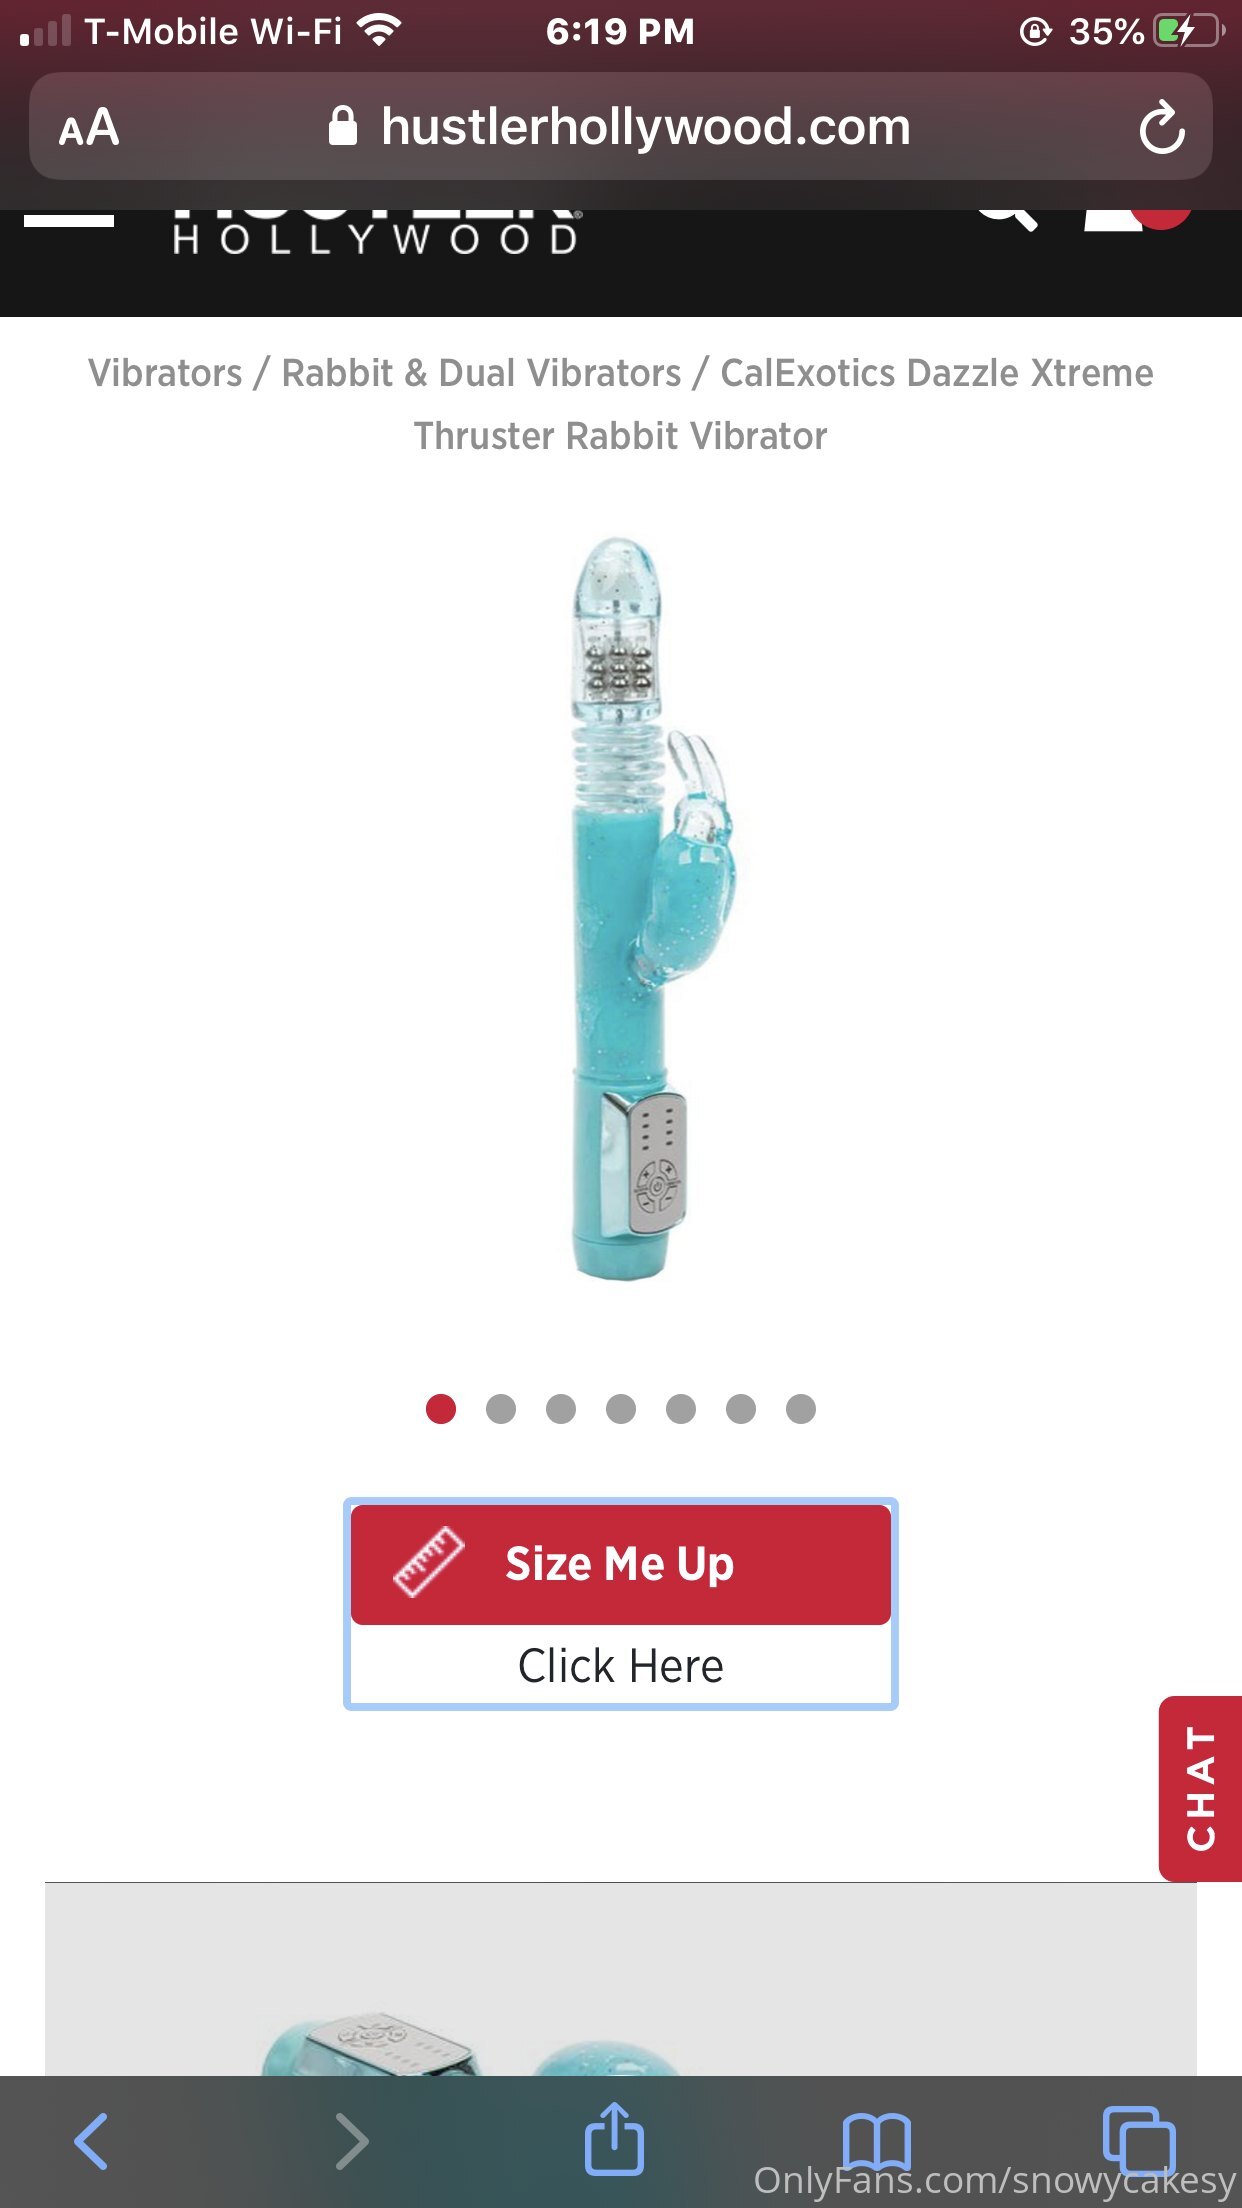 T-Mobile Wi-Fi 6:19 PM 35%
AA hustlerhollywood.com
HUSTLER®
HOLLYWOOD
Vibrators / Rabbit & Dual Vibrators / CalExotics Dazzle Xtreme
Thruster Rabbit Vibrator
Size Me Up
Click Here
CHAT
OnlyFans.com/snowycakesy